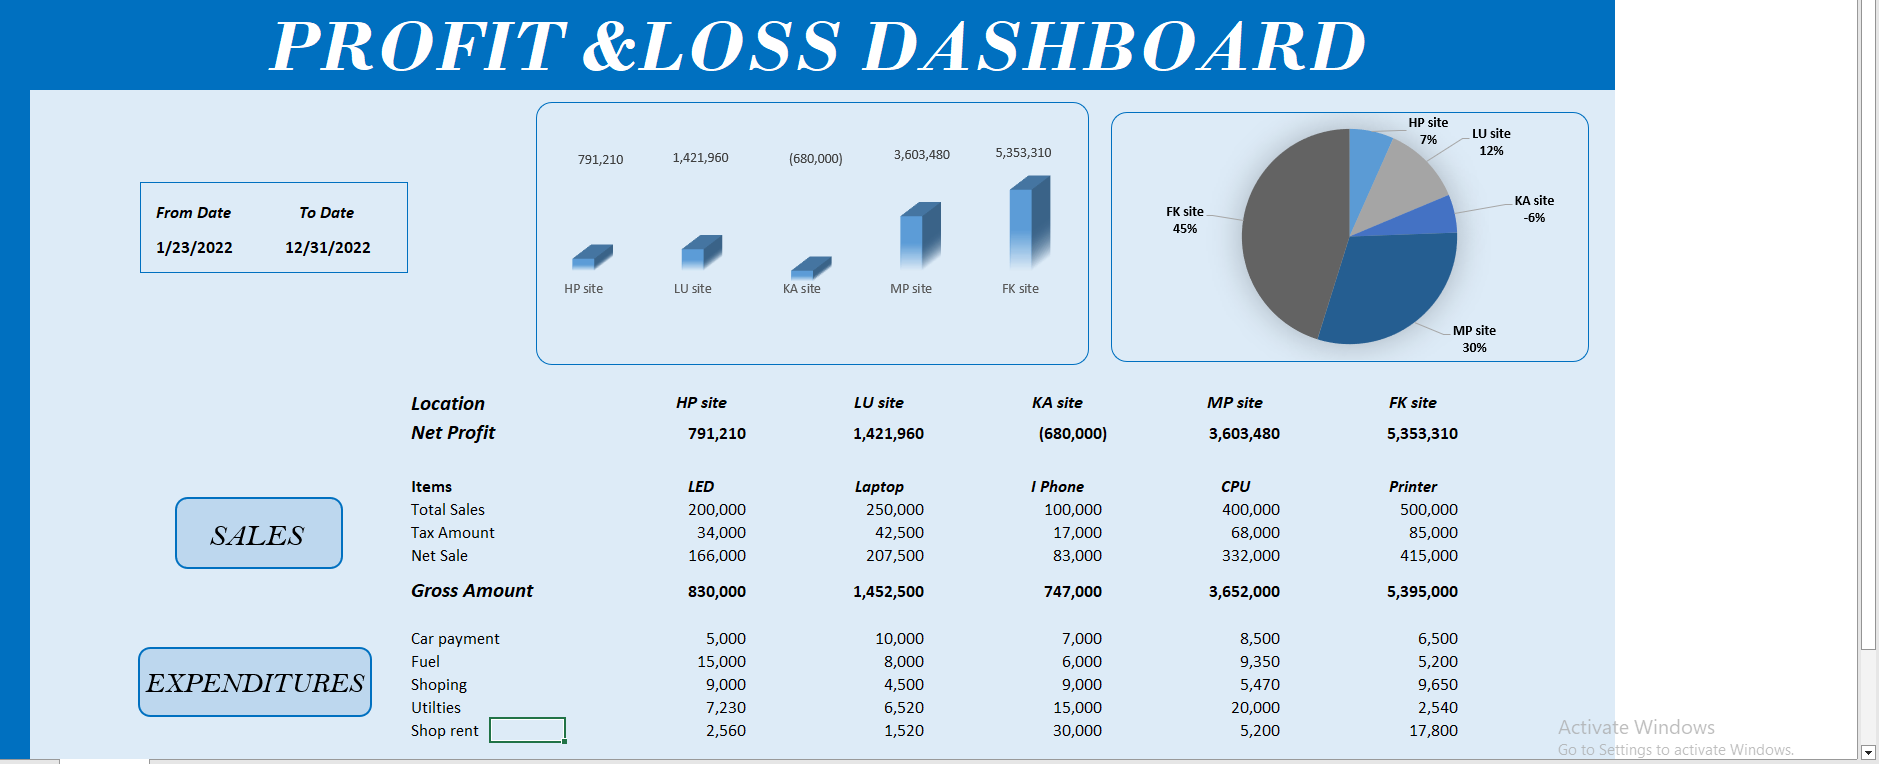 PROFIT &LOSS DASHBOARD
From Date To Date
1/23/2022 12/31/2022
791,210 1,421,960 (680,000) 3,603,480 5,353,310
HP site LU site KA site MP site FK site
HP site
7%
LU site
12%
KA site
-6%
FK site
45%
MP site
30%
Location HP site LU site KA site MP site FK site
Net Profit 791,210 1,421,960 (680,000) 3,603,480 5,353,310
Items LED Laptop I Phone CPU Printer
Total Sales 200,000 250,000 100,000 400,000 500,000
SALES
Tax Amount 34,000 42,500 17,000 68,000 85,000
Net Sale 166,000 207,500 83,000 332,000 415,000
Gross Amount 830,000 1,452,500 747,000 3,652,000 5,395,000
Car payment 5,000 10,000 7,000 8,500 6,500
Fuel 15,000 8,000 6,000 9,350 5,200
EXPENDITURES
Shoping 9,000 4,500 9,000 5,470 9,650
Utilties 7,230 6,520 15,000 20,000 2,540
Shop rent 2,560 1,520 30,000 5,200 17,800
Activate Windows
Go to Settings to activate Windows.